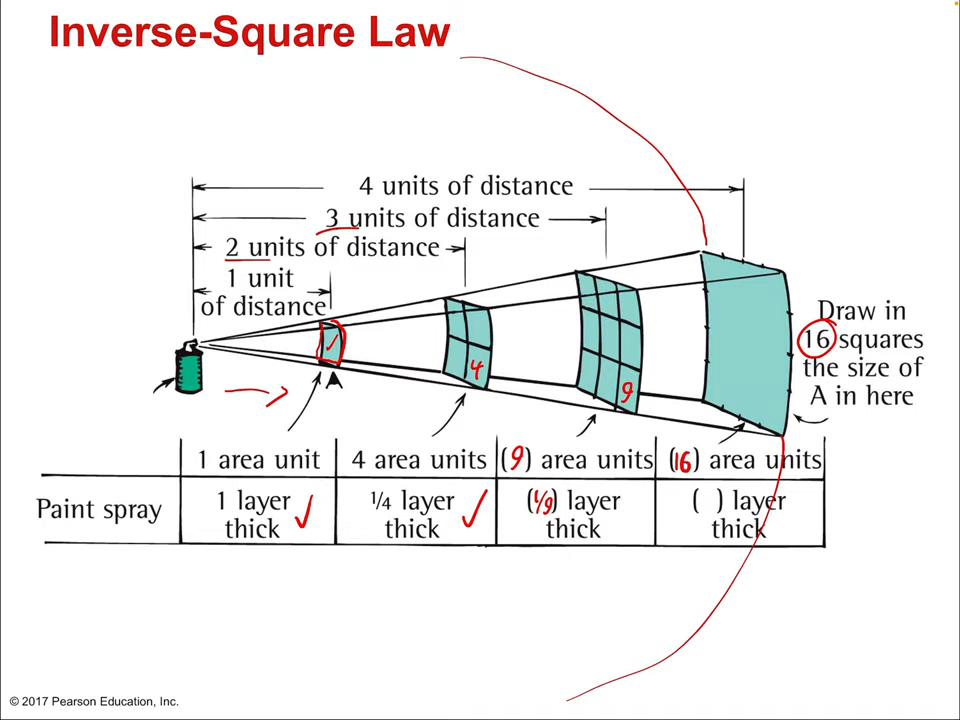 Inverse-Square Law
4 units of distance
3 units of distance
2 units of distance
1 unit
of distance
Draw in
16 squares
the size of
A in here
✓
4
9
A
1 area unit
4 area units
(9) area units
(16) area units
Paint spray
1 layer
thick ✓
1/4 layer
thick ✓
(1/9) layer
thick
( ) layer
thick
© 2017 Pearson Education, Inc.